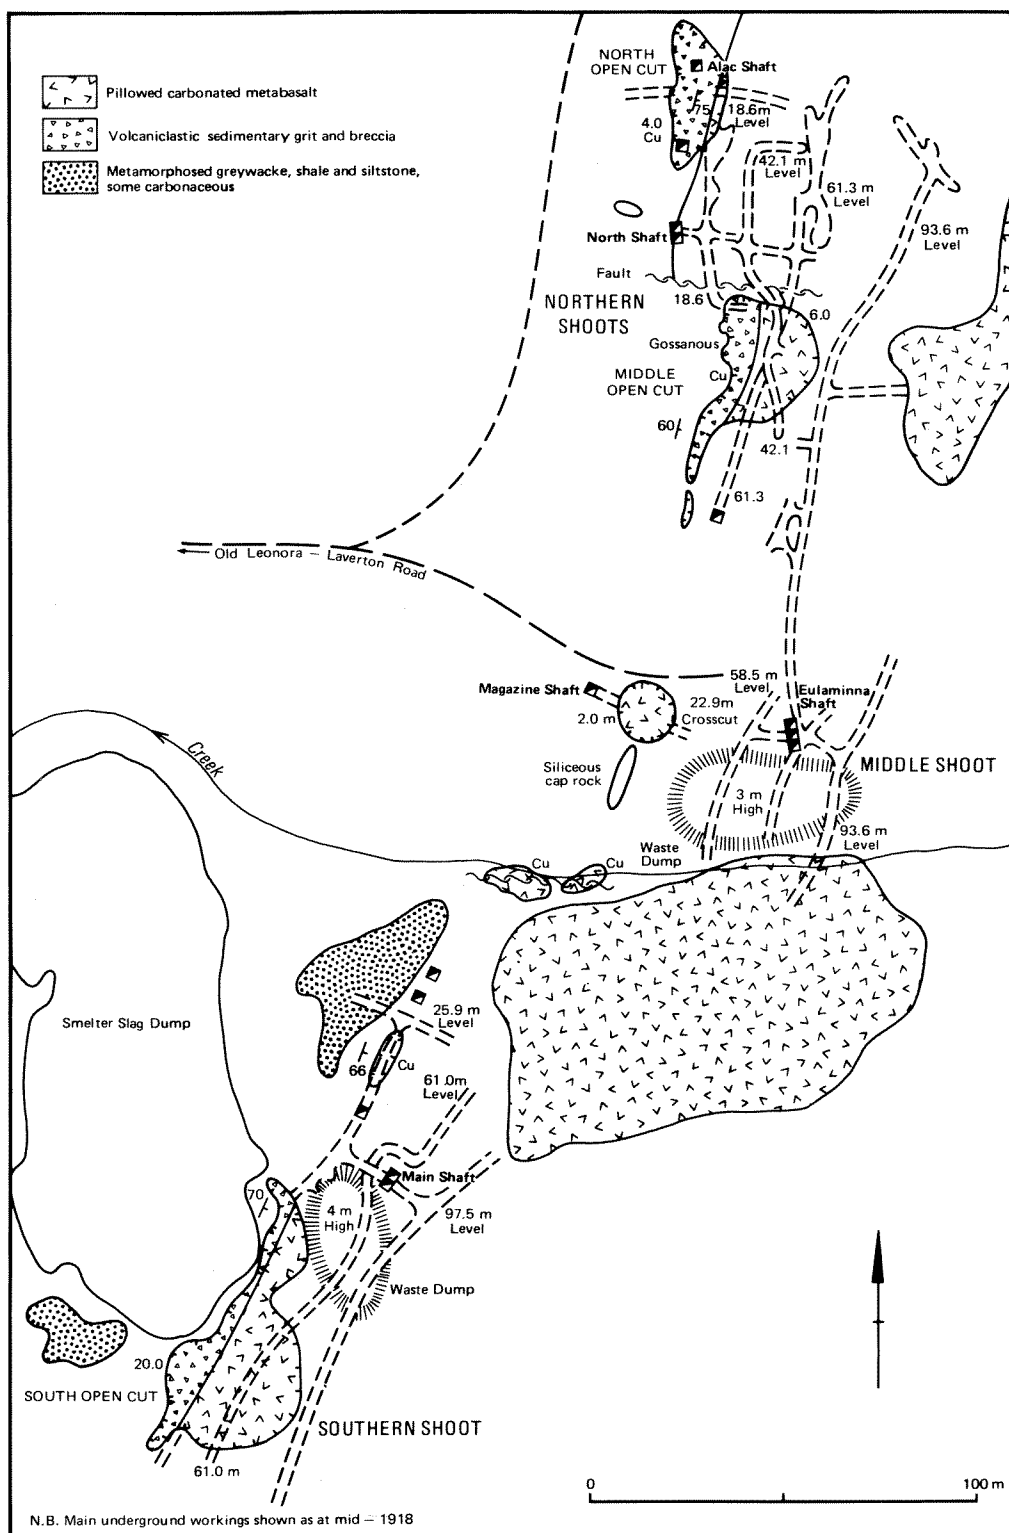 Pillowed carbonated metabasalt
Volcaniclastic sedimentary grit and breccia
Metamorphosed greywacke, shale and siltstone,
some carbonaceous
NORTH
OPEN CUT
Alac Shaft
75
18.6m
Level
4.0
Cu
42.1 m
Level
61.3 m
Level
93.6 m
Level
North Shaft
Fault
18.6
6.0
NORTHERN
SHOOTS
Gossanous
MIDDLE
OPEN CUT
Cu
60
42.1
61.3
Old Leonora – Laverton Road
58.5 m
Level
Eulaminna
Shaft
Magazine Shaft
2.0 m
22.9m
Crosscut
Creek
Siliceous
cap rock
MIDDLE SHOOT
3 m
High
93.6 m
Level
Waste
Dump
Cu
Cu
Smelter Slag Dump
25.9 m
Level
66
Cu
61.0m
Level
Main Shaft
70
4 m
High
97.5 m
Level
Waste Dump
20.0
SOUTH OPEN CUT
SOUTHERN SHOOT
61.0 m
0
100 m
N.B. Main underground workings shown as at mid – 1918